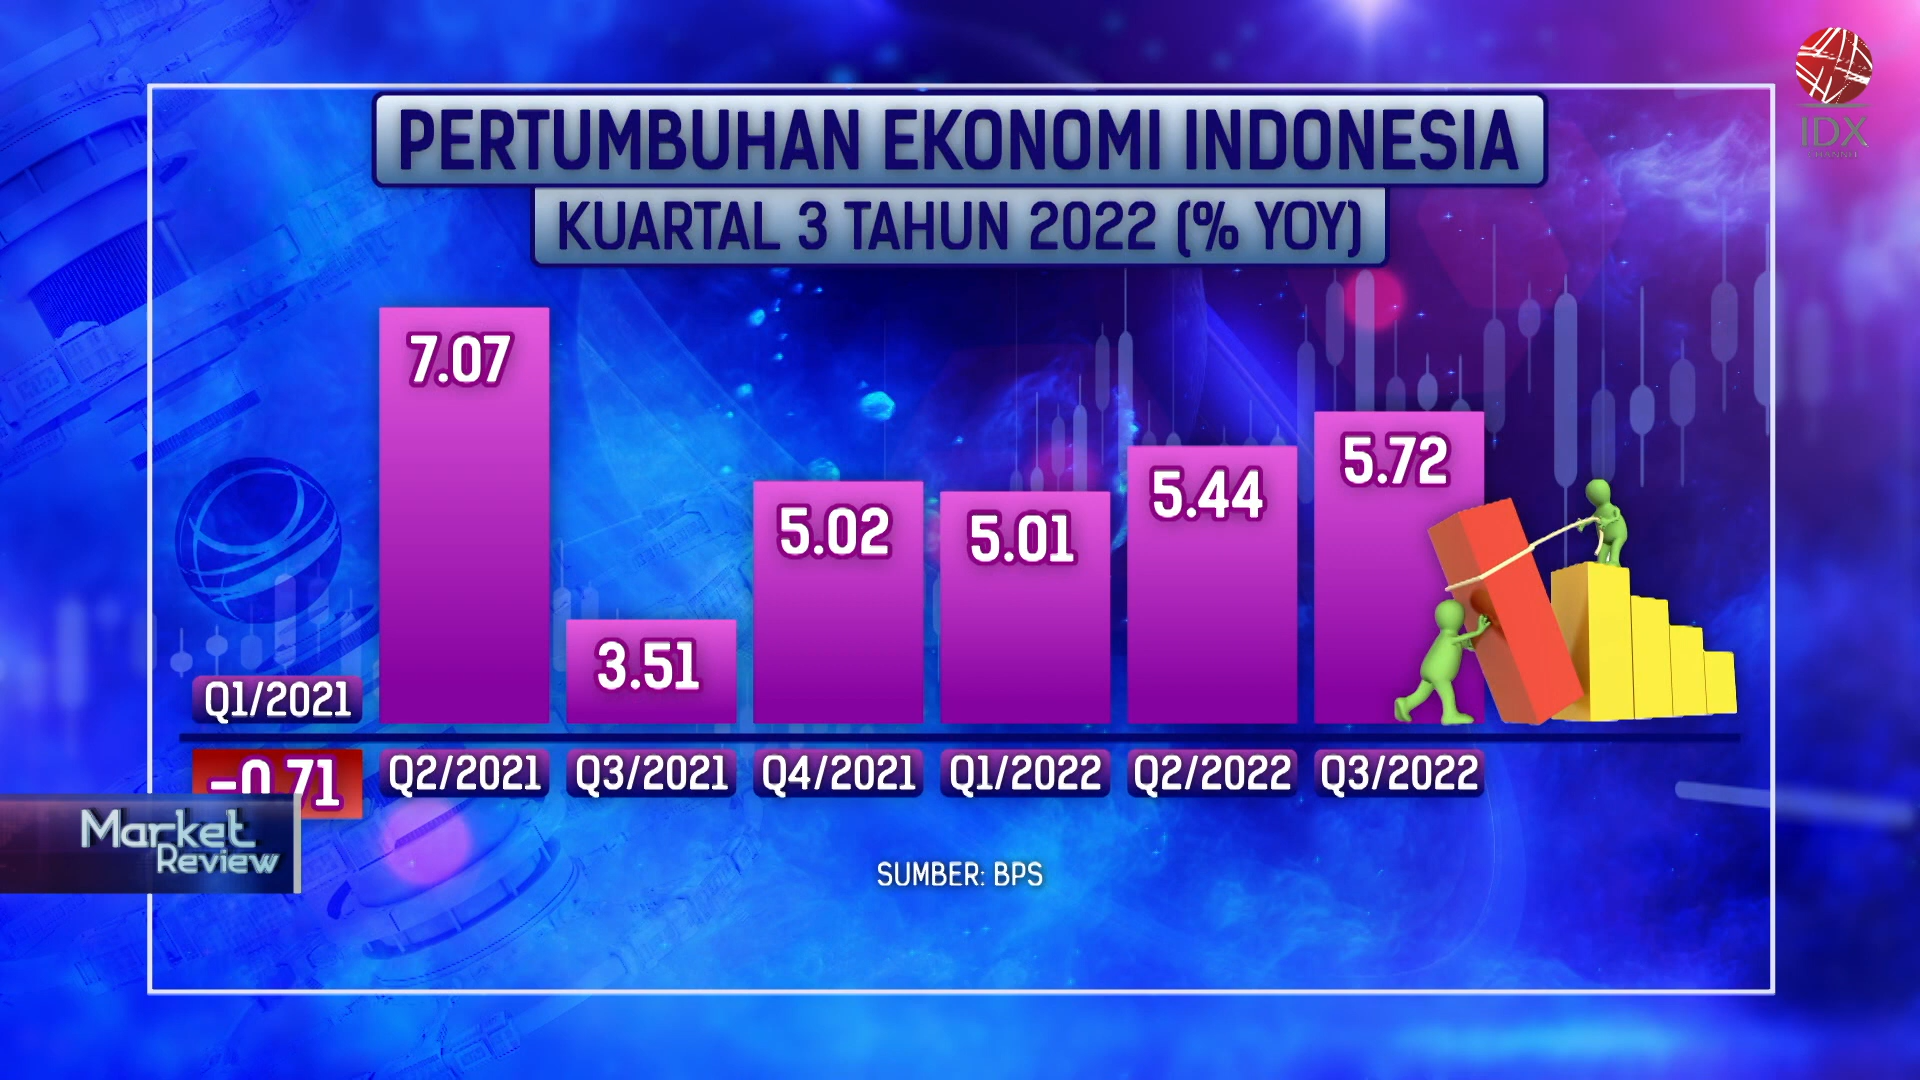 IDX
CHANNEL
PERTUMBUHAN EKONOMI INDONESIA
KUARTAL 3 TAHUN 2022 (% YOY)
7.07
3.51
5.02
5.01
5.44
5.72
Q1/2021
-0.71
Q2/2021
Q3/2021
Q4/2021
Q1/2022
Q2/2022
Q3/2022
Market
Review
SUMBER: BPS